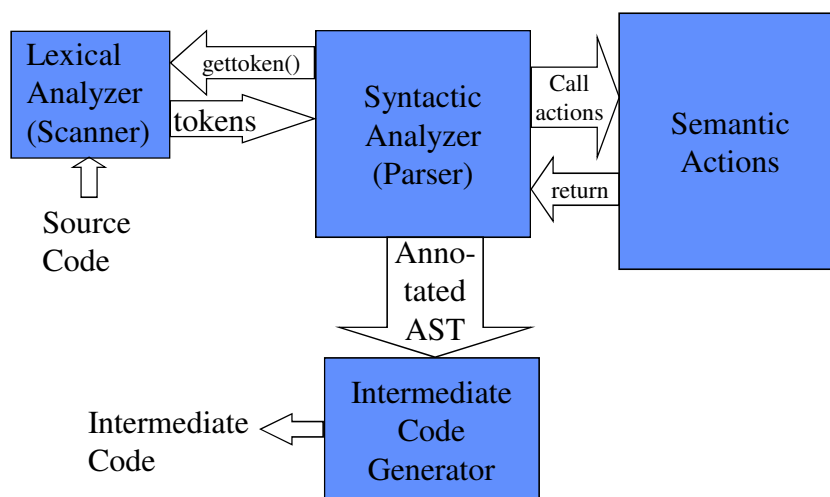 Lexical
Analyzer
(Scanner)
gettoken()
tokens
Source
Code
Syntactic
Analyzer
(Parser)
Call
actions
return
Semantic
Actions
Anno-
tated
AST
Intermediate
Code
Generator
Intermediate
Code